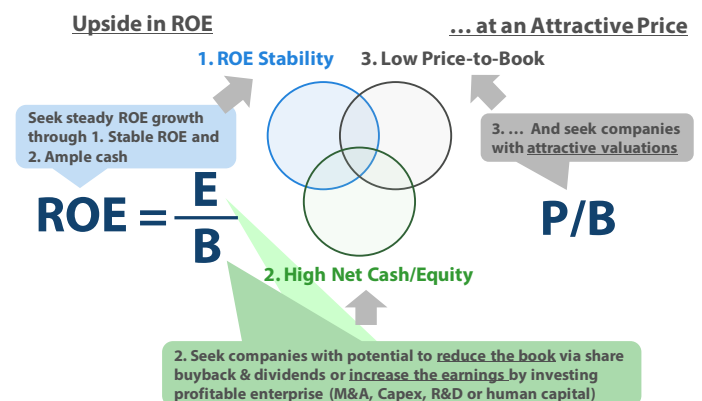 Upside in ROE
... at an Attractive Price
1. ROE Stability
3. Low Price-to-Book
Seek steady ROE growth
through 1. Stable ROE and
2. Ample cash
3. ... And seek companies
with attractive valuations
ROE = E
B
P/B
2. High Net Cash/Equity
2. Seek companies with potential to reduce the book via share
buyback & dividends or increase the earnings by investing
profitable enterprise (M&A, Capex, R&D or human capital)